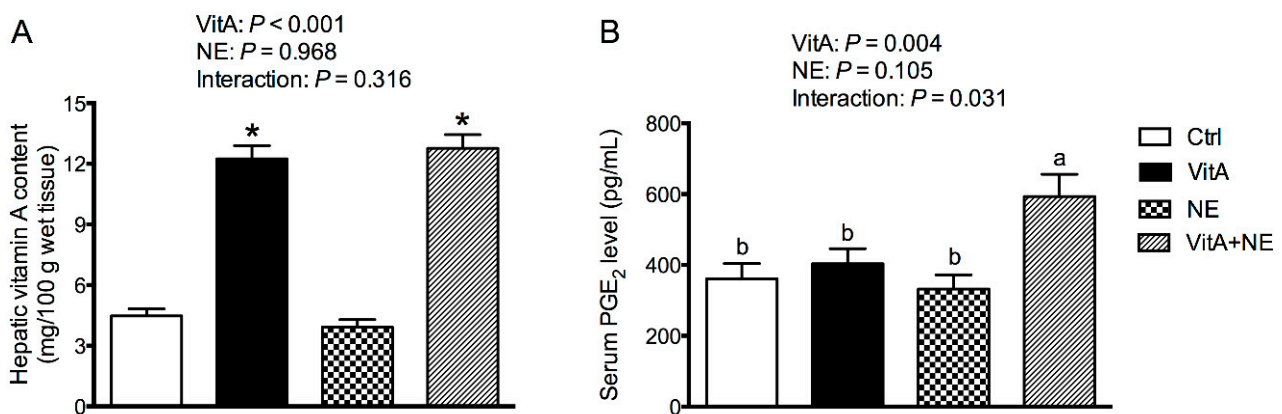 A
VitA: P < 0.001
NE: P = 0.968
Interaction: P = 0.316
Hepatic vitamin A content
(mg/100 g wet tissue)
15
12
9
6
3
0
*
*
B
VitA: P = 0.004
NE: P = 0.105
Interaction: P = 0.031
Serum PGE₂ level (pg/mL)
800
600
400
200
0
b
b
b
a
Ctrl
VitA
NE
VitA+NE